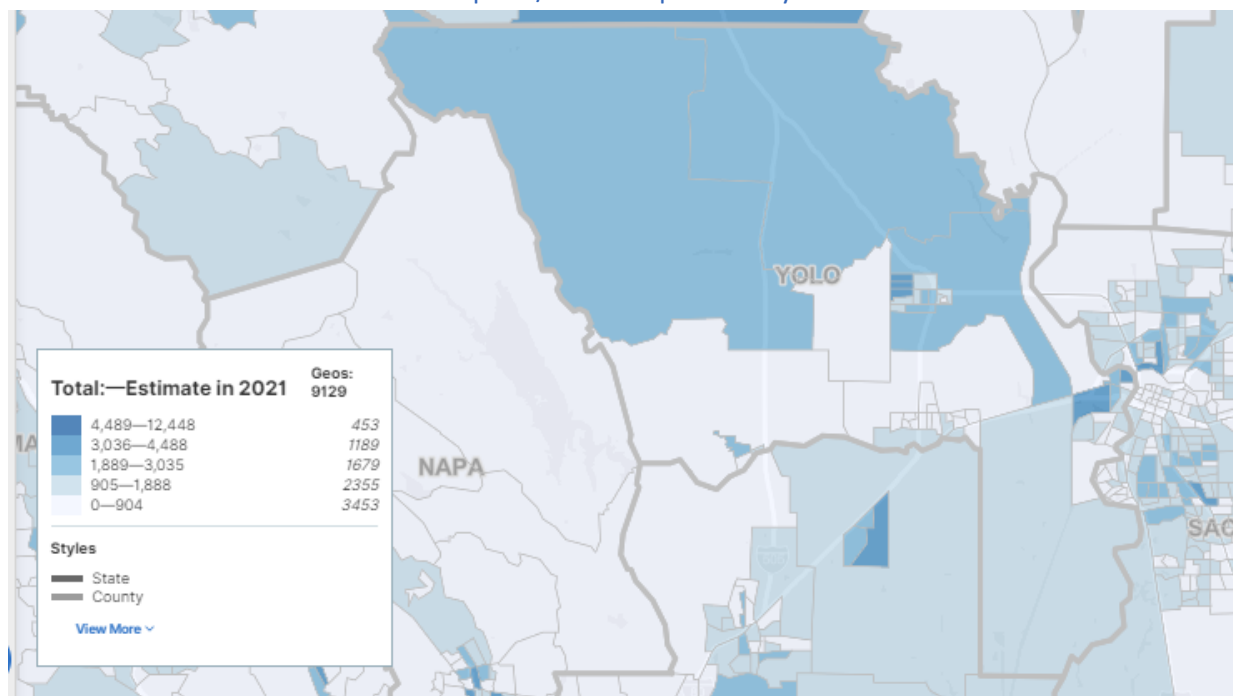 YOLO
Total:—Estimate in 2021 Geos: 9129
4,489—12,448 453
3,036—4,488 1189
1,889—3,035 1679
905—1,888 2355
0—904 3453
NAPA
SAC
Styles
State
County
View More